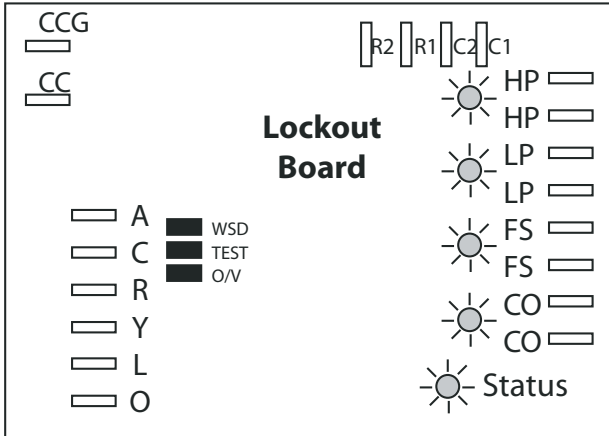 CCG
R2 R1 C2 C1
CC
HP
HP
Lockout
Board
LP
LP
A
WSD
FS
C
TEST
FS
O/V
R
CO
Y
CO
L
Status
O